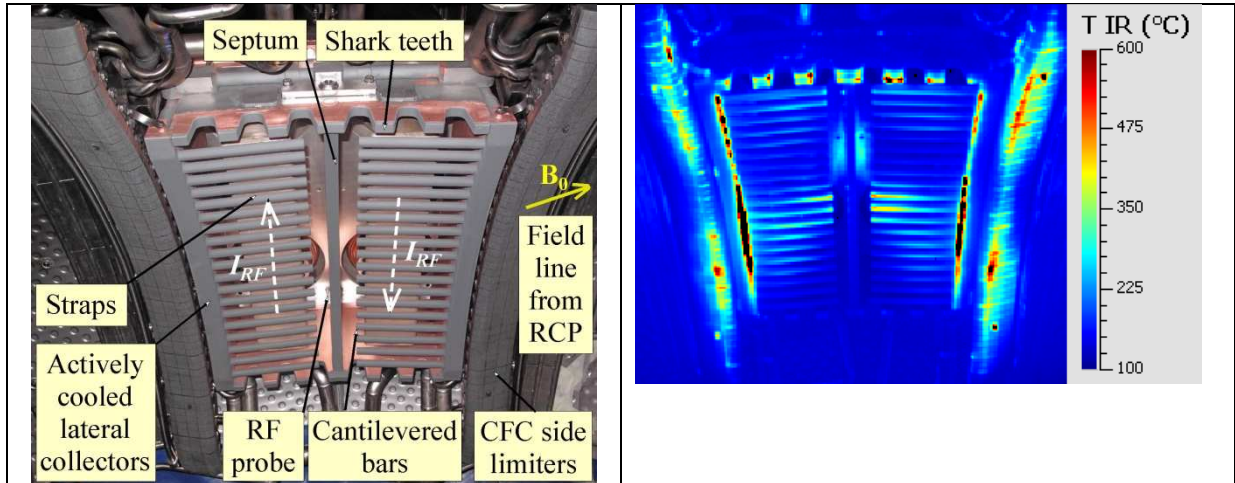 Septum
Shark teeth
B₀
Field
line
from
RCP
I_RF
I_RF
Straps
Actively
cooled
lateral
collectors
RF
probe
Cantilevered
bars
CFC side
limiters
T IR (°C)
600
475
350
225
100